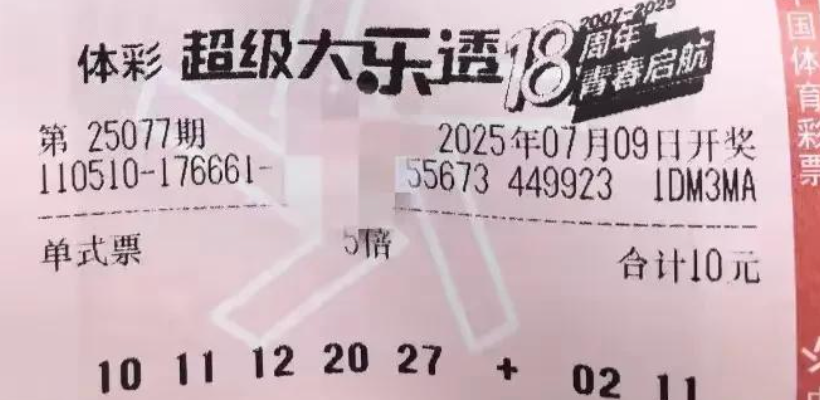 体彩 超级大乐透 18 2007-2025
周年
青春启航
第 25077期 2025年07月09日开奖
110510-176661- 55673 449923 1DM3MA
单式票 5倍 合计10元
10 11 12 20 27 + 02 11
国体育彩票